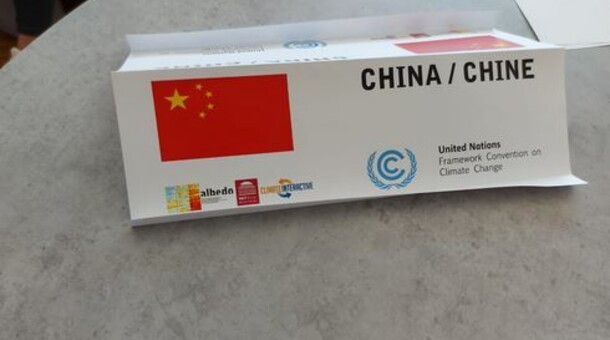 CHINA / CHINE
United Nations
Framework Convention on
Climate Change
albedo
CLIMATE INTERACTIVE